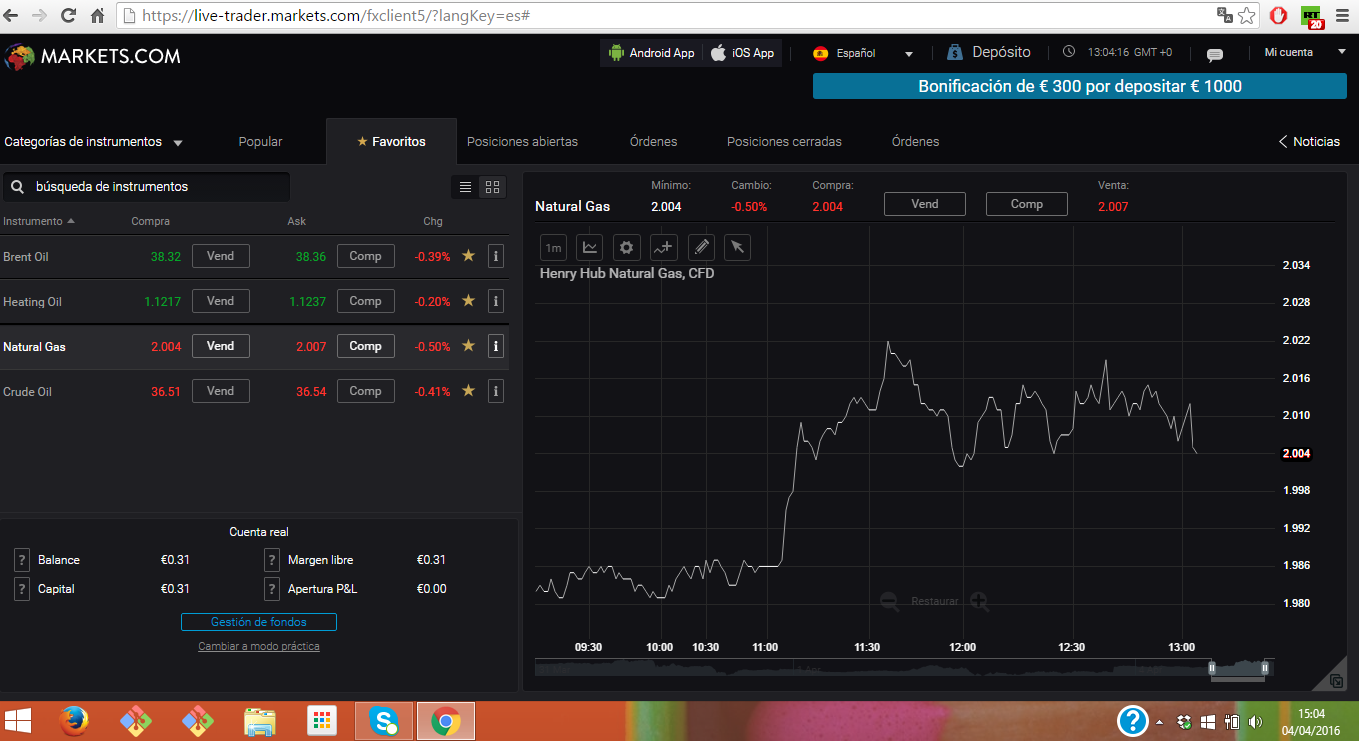 https://live-trader.markets.com/fxclient5/?langKey=es#
20
MARKETS.COM
Android App
iOS App
Español
Depósito
13:04:16 GMT +0
Mi cuenta
Bonificación de € 300 por depositar € 1000
Categorías de instrumentos
Popular
Favoritos
Posiciones abiertas
Órdenes
Posiciones cerradas
Órdenes
Noticias
búsqueda de instrumentos
Instrumento Compra Ask Chg
Brent Oil 38.32 Vend 38.36 Comp -0.39% i
Heating Oil 1.1217 Vend 1.1237 Comp -0.20% i
Natural Gas 2.004 Vend 2.007 Comp -0.50% i
Crude Oil 36.51 Vend 36.54 Comp -0.41% i
Cuenta real
? Balance €0.31 ? Margen libre €0.31
? Capital €0.31 ? Apertura P&L €0.00
Gestión de fondos
Cambiar a modo práctica
Mínimo: Cambio: Compra: Venta:
Natural Gas 2.004 -0.50% 2.004 Vend Comp 2.007
1m
Henry Hub Natural Gas, CFD
2.034
2.028
2.022
2.016
2.010
2.004
1.998
1.992
1.986
1.980
Restaurar
09:30 10:00 10:30 11:00 11:30 12:00 12:30 13:00
?
15:04
04/04/2016